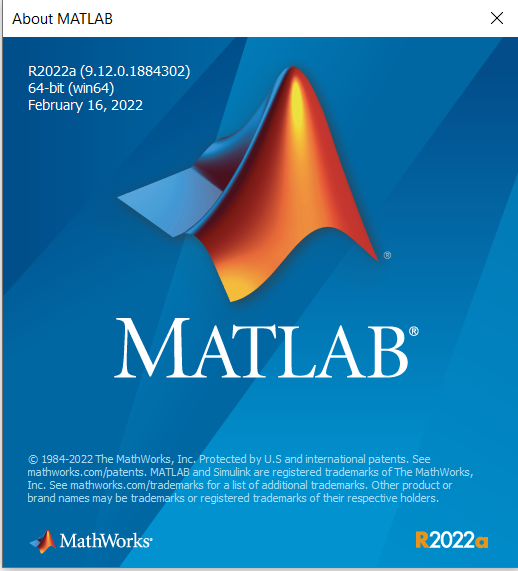 About MATLAB
R2022a (9.12.0.1884302)
64-bit (win64)
February 16, 2022
®
MATLAB®
© 1984-2022 The MathWorks, Inc. Protected by U.S and international patents. See
mathworks.com/patents. MATLAB and Simulink are registered trademarks of The MathWorks,
Inc. See mathworks.com/trademarks for a list of additional trademarks. Other product or
brand names may be trademarks or registered trademarks of their respective holders.
MathWorks®
R2022a